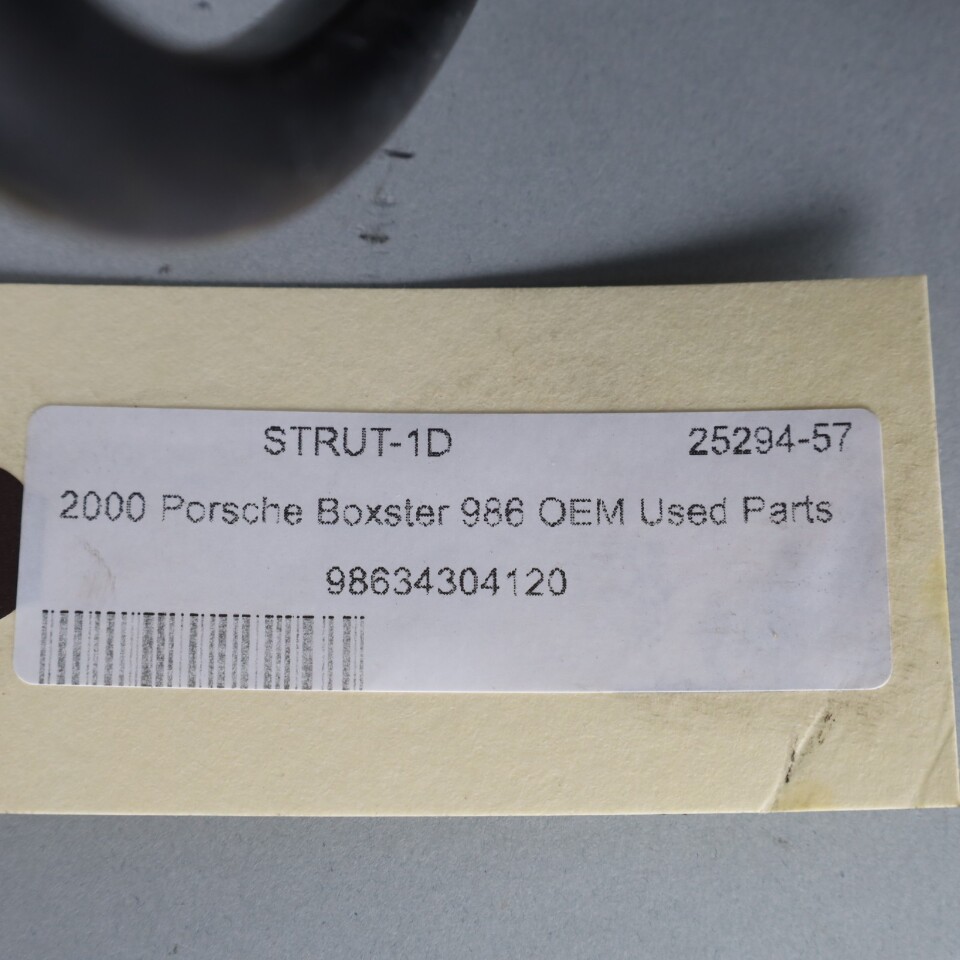 STRUT-1D 25294-57
2000 Porsche Boxster 986 OEM Used Parts
98634304120